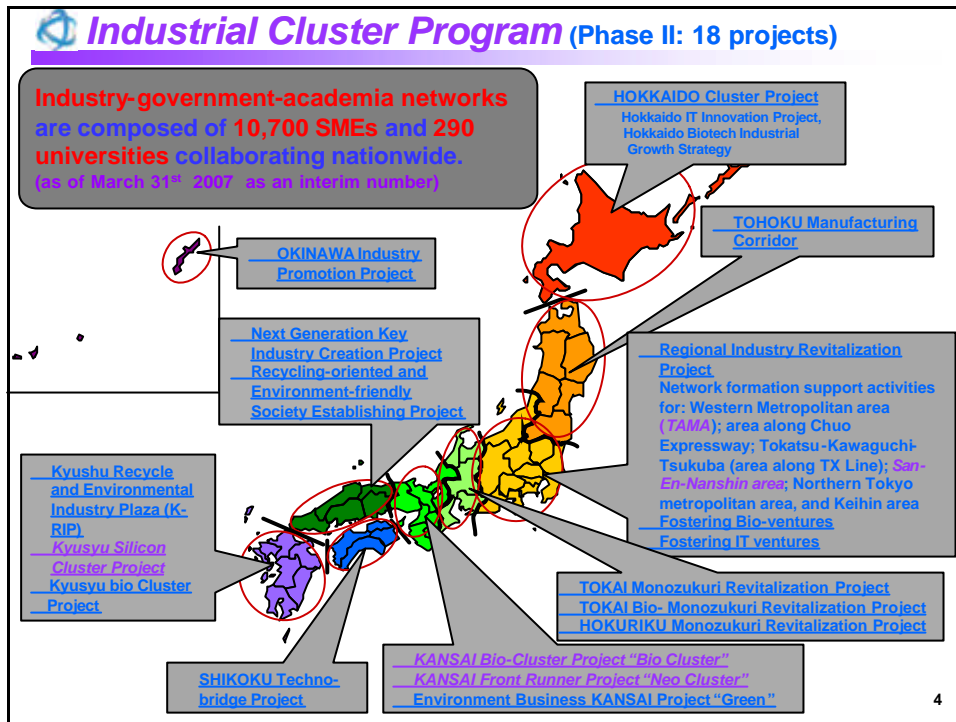 Industrial Cluster Program (Phase II: 18 projects)
Industry-government-academia networks
are composed of 10,700 SMEs and 290
universities collaborating nationwide.
(as of March 31st 2007 as an interim number)
HOKKAIDO Cluster Project
Hokkaido IT Innovation Project,
Hokkaido Biotech Industrial
Growth Strategy
TOHOKU Manufacturing
Corridor
OKINAWA Industry
Promotion Project
Next Generation Key
Industry Creation Project
Recycling-oriented and
Environment-friendly
Society Establishing Project
Regional Industry Revitalization
Project
Network formation support activities
for: Western Metropolitan area
(TAMA); area along Chuo
Expressway; Tokatsu-Kawaguchi-
Tsukuba (area along TX Line); San-
En-Nanshin area; Northern Tokyo
metropolitan area, and Keihin area
Fostering Bio-ventures
Fostering IT ventures
Kyushu Recycle
and Environmental
Industry Plaza (K-
RIP)
Kyusyu Silicon
Cluster Project
Kyusyu bio Cluster
Project
TOKAI Monozukuri Revitalization Project
TOKAI Bio- Monozukuri Revitalization Project
HOKURIKU Monozukuri Revitalization Project
SHIKOKU Techno-
bridge Project
KANSAI Bio-Cluster Project “Bio Cluster”
KANSAI Front Runner Project “Neo Cluster”
Environment Business KANSAI Project “Green”
4